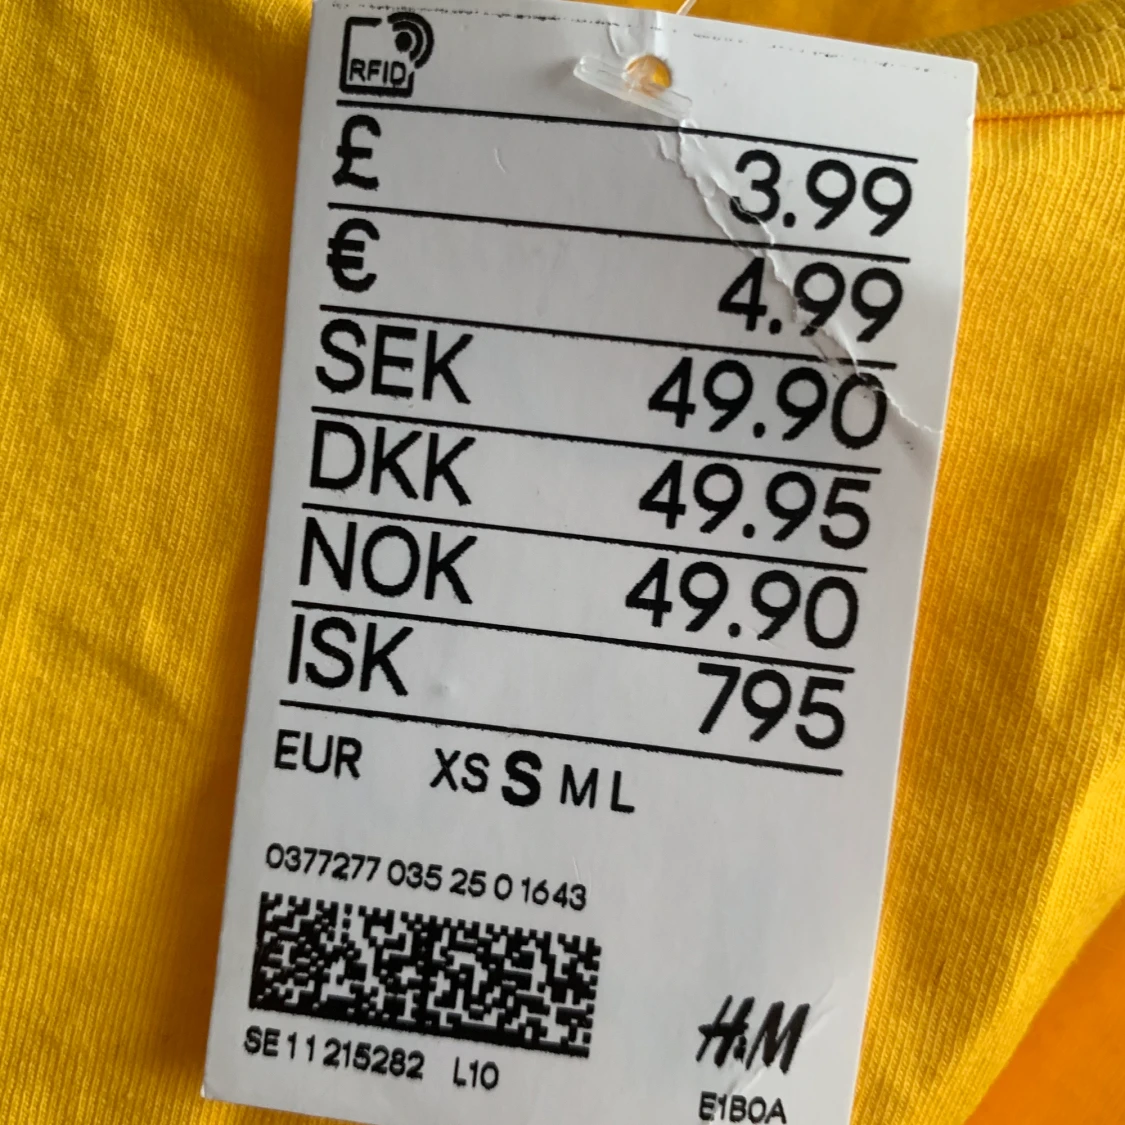 RFID
£ 3.99
€ 4.99
SEK 49.90
DKK 49.95
NOK 49.90
ISK 795
EUR XS S M L
0377277 035 25 0 1643
SE 11 215282 L10
H&M
E1B0A